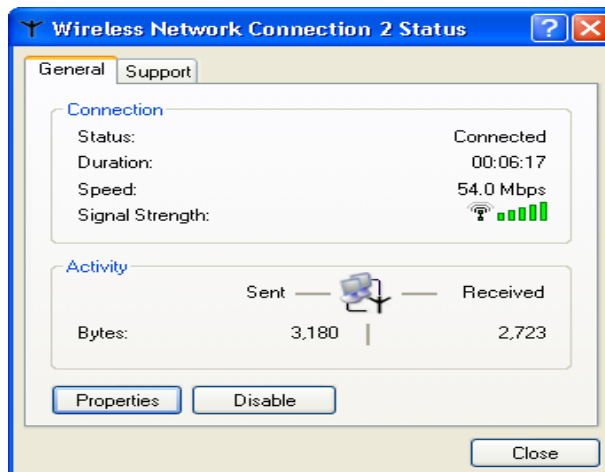 Wireless Network Connection 2 Status
General Support
Connection
Status: Connected
Duration: 00:06:17
Speed: 54.0 Mbps
Signal Strength:
Activity
Sent Received
Bytes: 3,180 2,723
Properties Disable
Close